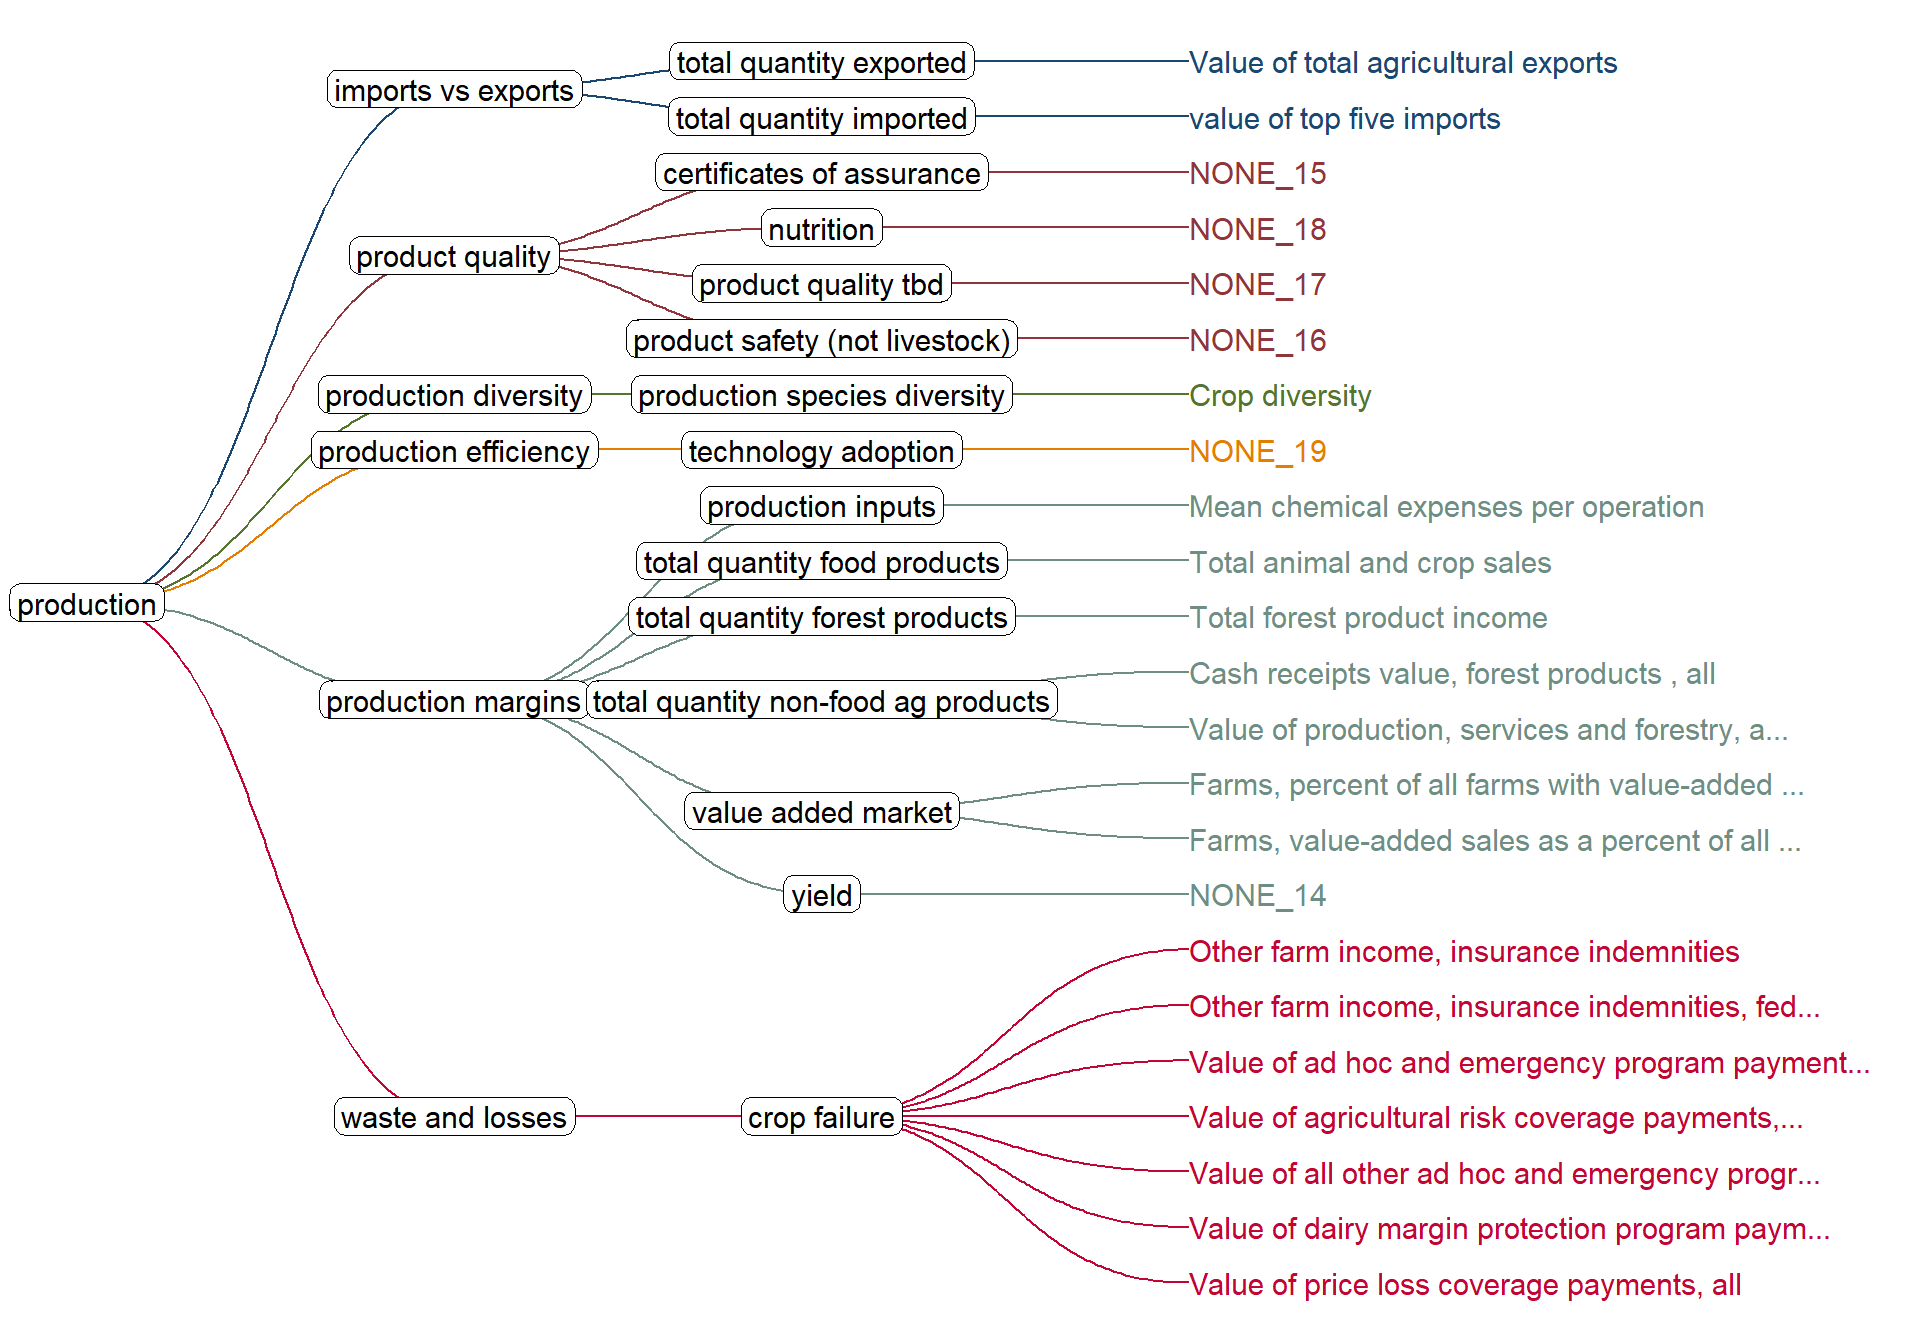 total quantity exported
Value of total agricultural exports
imports vs exports
total quantity imported
value of top five imports
certificates of assurance
NONE_15
nutrition
NONE_18
product quality
product quality tbd
NONE_17
product safety (not livestock)
NONE_16
production diversity
production species diversity
Crop diversity
production efficiency
technology adoption
NONE_19
production inputs
Mean chemical expenses per operation
total quantity food products
Total animal and crop sales
production
total quantity forest products
Total forest product income
Cash receipts value, forest products , all
production margins
total quantity non-food ag products
Value of production, services and forestry, a...
Farms, percent of all farms with value-added ...
value added market
Farms, value-added sales as a percent of all ...
yield
NONE_14
Other farm income, insurance indemnities
Other farm income, insurance indemnities, fed...
Value of ad hoc and emergency program payment...
waste and losses
crop failure
Value of agricultural risk coverage payments,...
Value of all other ad hoc and emergency progr...
Value of dairy margin protection program paym...
Value of price loss coverage payments, all